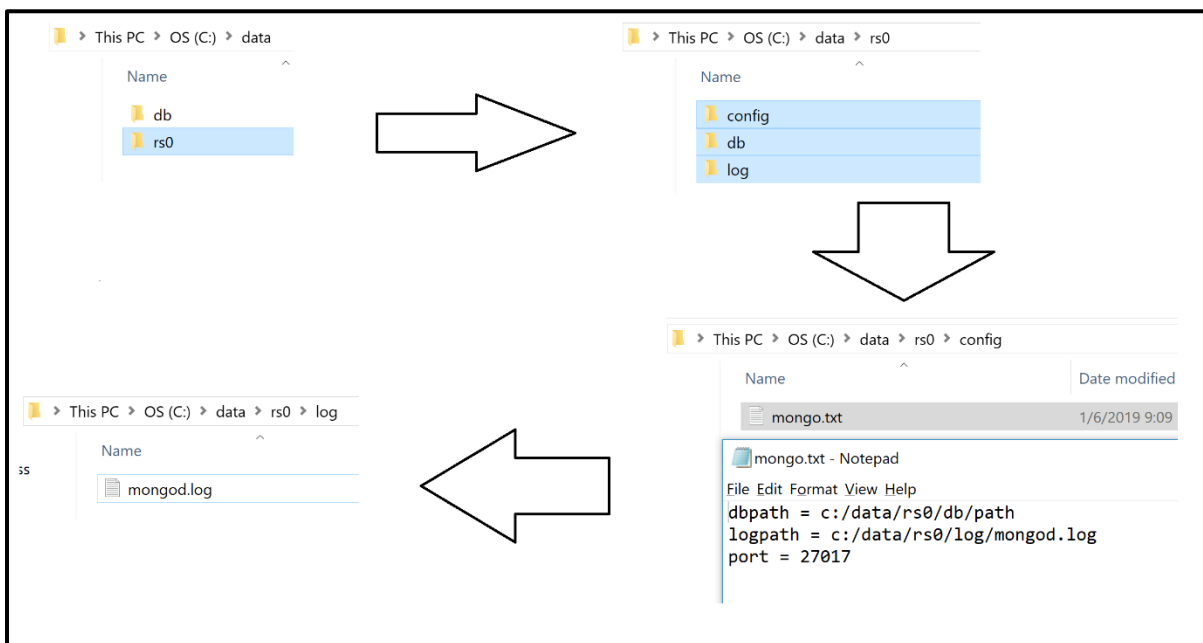 This PC > OS (C:) > data
Name
db
rs0
This PC > OS (C:) > data > rs0
Name
config
db
log
This PC > OS (C:) > data > rs0 > config
Name Date modified
mongo.txt 1/6/2019 9:09
mongo.txt - Notepad
File Edit Format View Help
dbpath = c:/data/rs0/db/path
logpath = c:/data/rs0/log/mongod.log
port = 27017
This PC > OS (C:) > data > rs0 > log
Name
ss
mongod.log